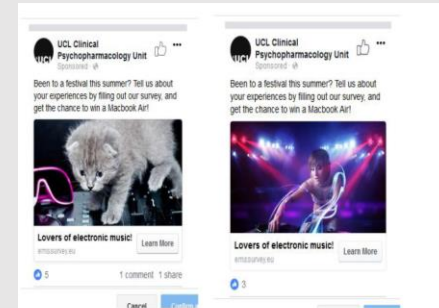 UCL Clinical
Psychopharmacology Unit
Sponsored
Been to a festival this summer? Tell us about
your experiences by filling out our survey, and
get the chance to win a Macbook Air!
Lovers of electronic music!
emssurvey.eu
Learn More
5
1 comment 1 share
Cancel
UCL Clinical
Psychopharmacology Unit
Sponsored
Been to a festival this summer? Tell us about
your experiences by filling out our survey, and
get the chance to win a Macbook Air!
Lovers of electronic music!
emssurvey.eu
Learn More
3